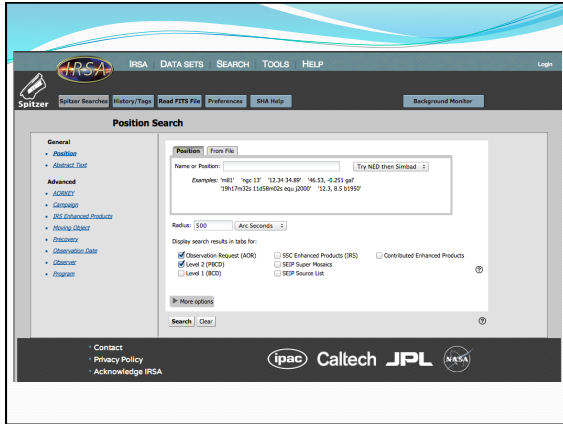 IRSA IRSA DATA SETS SEARCH TOOLS HELP Login
Spitzer Spitzer Searches History/Tags Read FITS File Preferences SHA Help Background Monitor
Position Search
General
Position
Abstract Text
Advanced
AORKEY
Campaign
IRS Enhanced Products
Moving Object
Precovery
Observation Date
Observer
Program
Position From File
Name or Position: Try NED then Simbad
Examples: 'm81' 'ngc 13' '12.34 34.89' '46.53, -0.251 gal'
'19h17m32s 11d58m02s equ j2000' '12.3, 8.5 b1950'
Radius: 500 Arc Seconds
Display search results in tabs for:
Observation Request (AOR) SSC Enhanced Products (IRS) Contributed Enhanced Products
Level 2 (PBCD) SEIP Super Mosaics
Level 1 (BCD) SEIP Source List
More options
Search Clear
Contact
Privacy Policy
Acknowledge IRSA
ipac Caltech JPL NASA